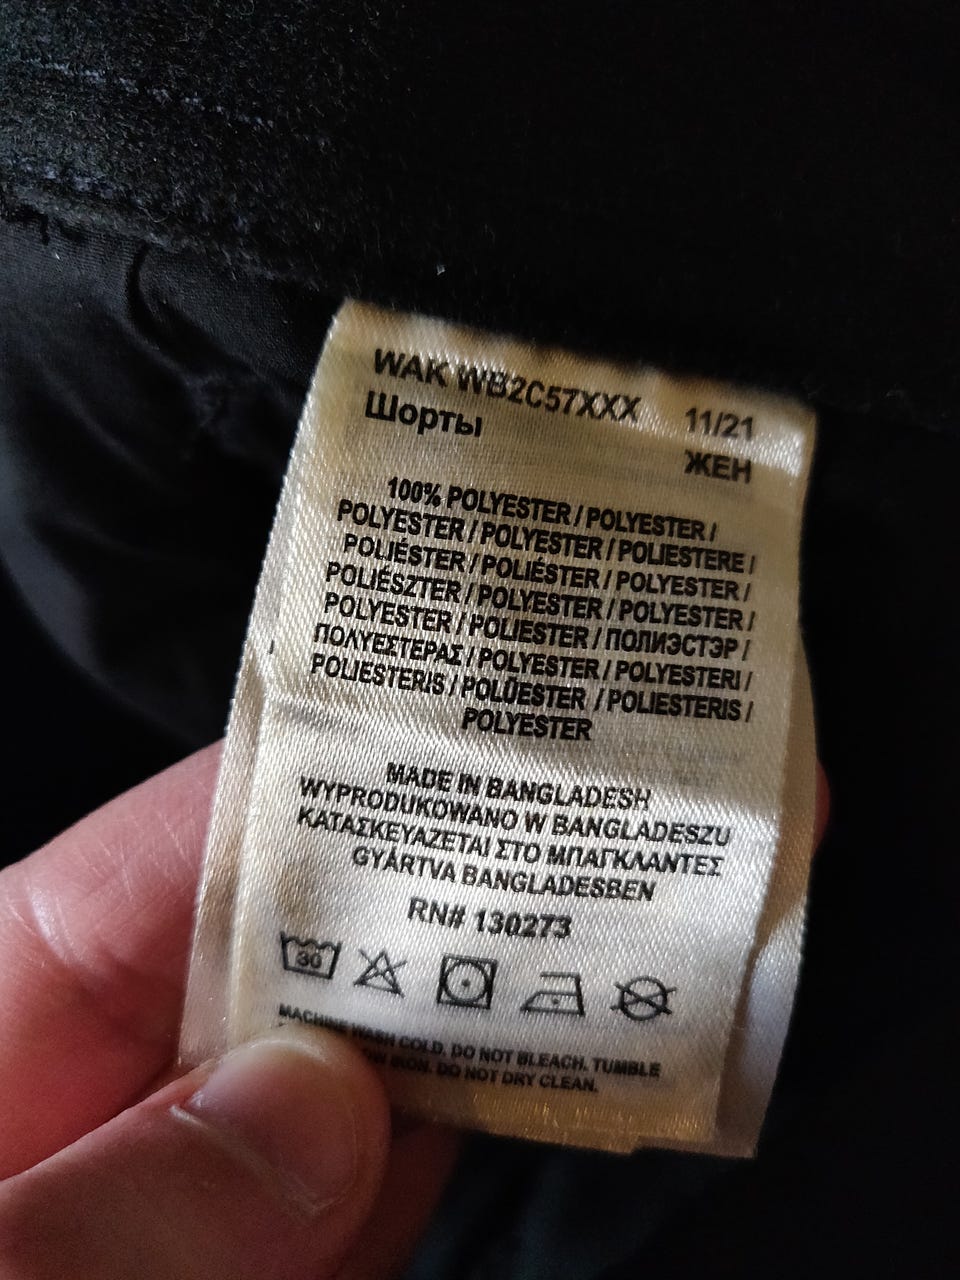 WAK WB2C57XXX 11/21
Шорты ЖЕН
100% POLYESTER / POLYESTER /
POLYESTER / POLYESTER / POLIESTERE /
POLIÉSTER / POLIÉSTER / POLYESTER /
POLIÉSZTER / POLYESTER / POLYESTER /
POLYESTER / POLIESTER / ПОЛИЭСТЭР /
ΠΟΛΥΕΣΤΕΡΑΣ / POLYESTER / POLYESTERI /
POLIESTERIS / POLÜESTER / POLIESTERIS /
POLYESTER
MADE IN BANGLADESH
WYPRODUKOWANO W BANGLADESZU
ΚΑΤΑΣΚΕΥΑΖΕΤΑΙ ΣΤΟ ΜΠΑΓΚΛΑΝΤΕΣ
GYÁRTVA BANGLADESBEN
RN# 130273
30
MACHINE WASH COLD. DO NOT BLEACH. TUMBLE
IRON. DO NOT DRY CLEAN.